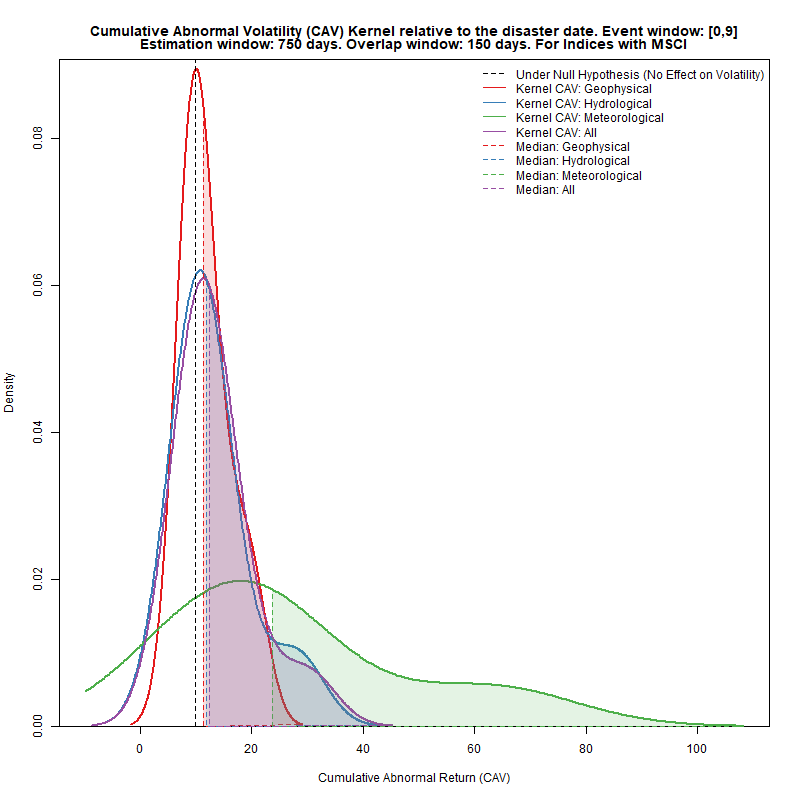 Cumulative Abnormal Volatility (CAV) Kernel relative to the disaster date. Event window: [0,9]
Estimation window: 750 days. Overlap window: 150 days. For Indices with MSCI
Under Null Hypothesis (No Effect on Volatility)
Kernel CAV: Geophysical
Kernel CAV: Hydrological
Kernel CAV: Meteorological
Kernel CAV: All
Median: Geophysical
Median: Hydrological
Median: Meteorological
Median: All
Density
0.08
0.06
0.04
0.02
0.00
0 20 40 60 80 100
Cumulative Abnormal Return (CAV)